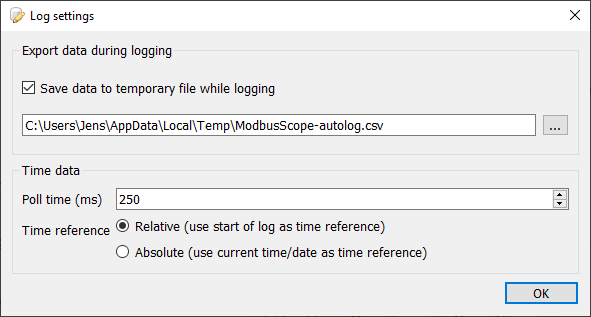 Log settings
Export data during logging
Save data to temporary file while logging
C:\Users\Jens\AppData\Local\Temp\ModbusScope-autolog.csv
...
Time data
Poll time (ms) 250
Time reference Relative (use start of log as time reference)
Absolute (use current time/date as time reference)
OK